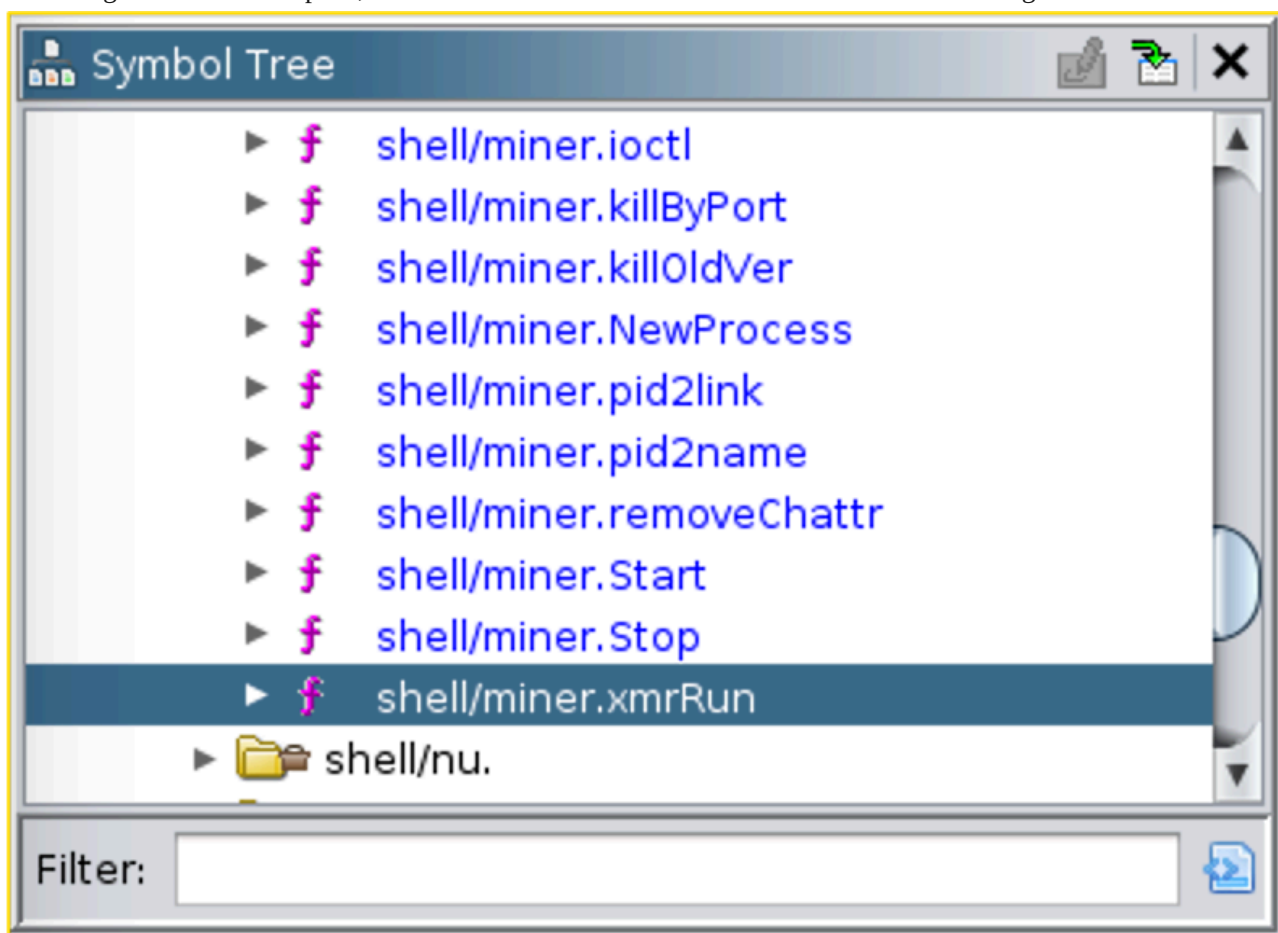 Symbol Tree
shell/miner.ioctl
shell/miner.killByPort
shell/miner.killOldVer
shell/miner.NewProcess
shell/miner.pid2link
shell/miner.pid2name
shell/miner.removeChattr
shell/miner.Start
shell/miner.Stop
shell/miner.xmrRun
shell/nu.
Filter: